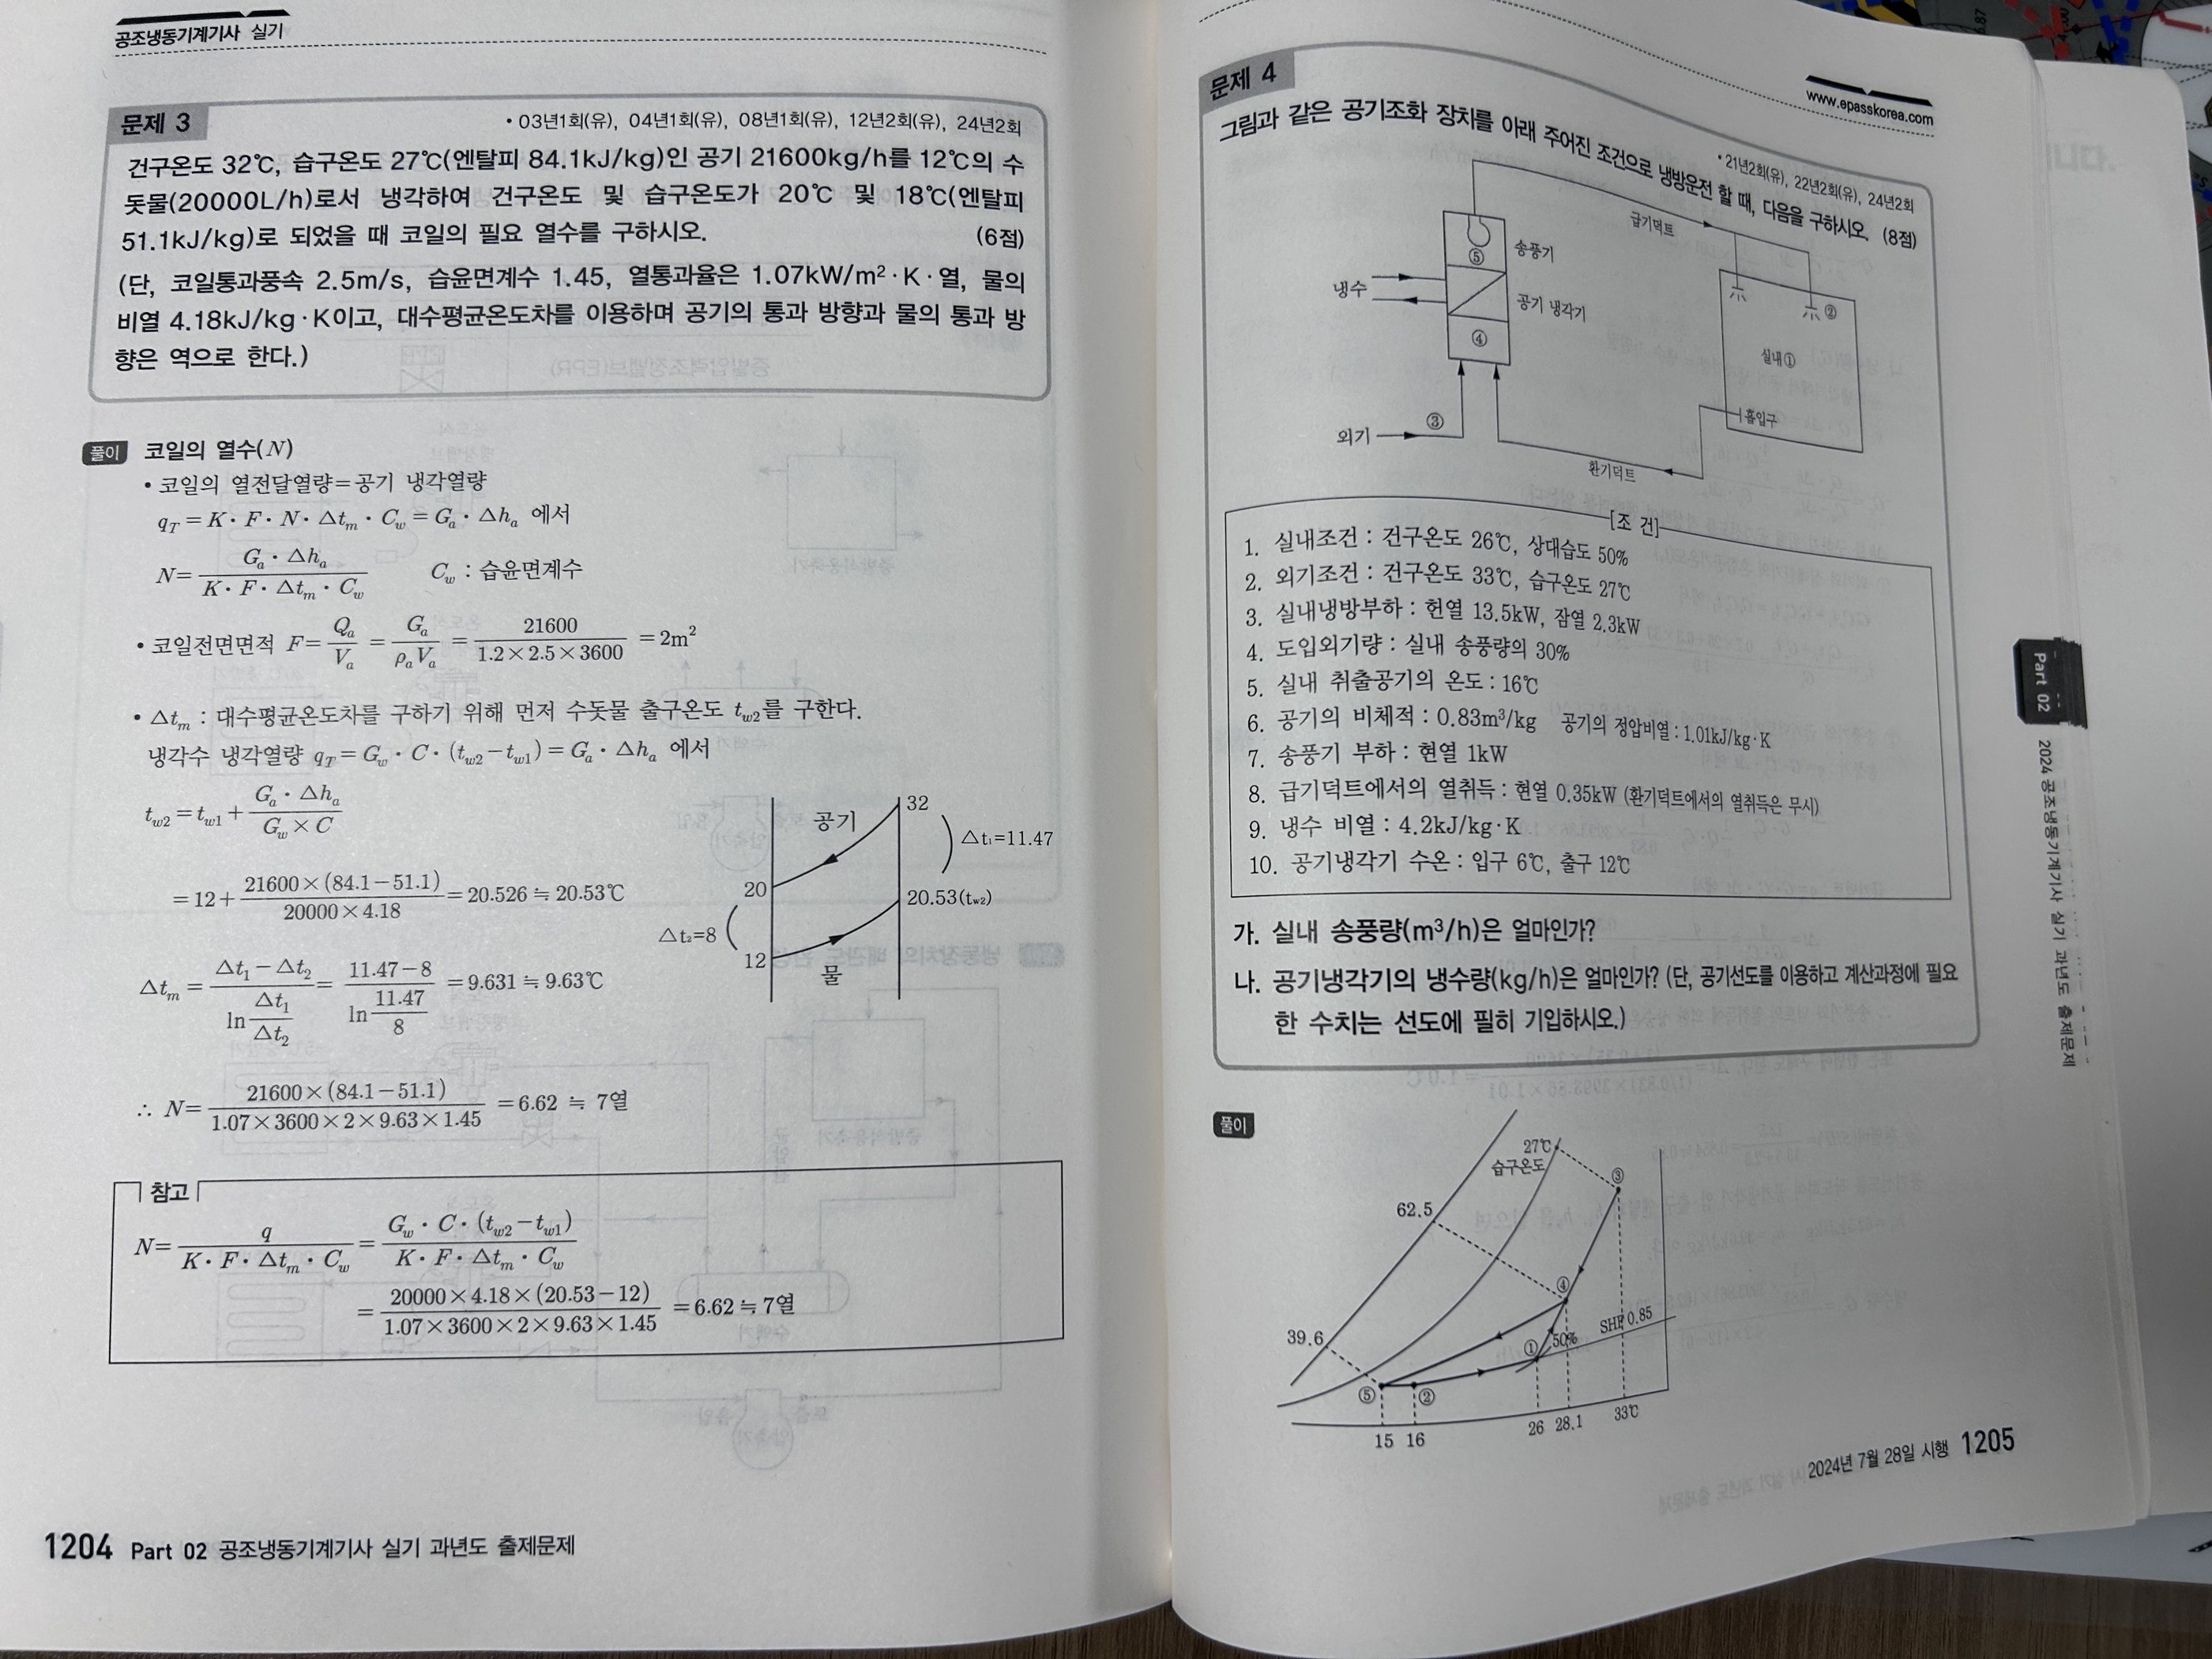 공조냉동기계기사 실기
문제 3
• 03년1회(유), 04년1회(유), 08년1회(유), 12년2회(유), 24년2회
건구온도 32℃, 습구온도 27℃(엔탈피 84.1kJ/kg)인 공기 21600kg/h를 12℃의 수
돗물(20000L/h)로서 냉각하여 건구온도 및 습구온도가 20℃ 및 18℃(엔탈피
51.1kJ/kg)로 되었을 때 코일의 필요 열수를 구하시오. (6점)
(단, 코일통과풍속 2.5m/s, 습윤면계수 1.45, 열통과율은 1.07kW/m²·K·열, 물의
비열 4.18kJ/kg·K이고, 대수평균온도차를 이용하며 공기의 통과 방향과 물의 통과 방
향은 역으로 한다.)
풀이 코일의 열수(N)
• 코일의 열전달열량=공기 냉각열량
q_T = K· F· N· △t_m · C_w = G_a · △h_a 에서
N= G_a · △h_a / K· F· △t_m · C_w   C_w : 습윤면계수
• 코일전면면적 F= Q_a / V_a = G_a / ρ_a V_a = 21600 / 1.2×2.5×3600 = 2m²
• △t_m : 대수평균온도차를 구하기 위해 먼저 수돗물 출구온도 t_w2를 구한다.
냉각수 냉각열량 q_T = G_w · C · (t_w2 − t_w1) = G_a · △h_a 에서
t_w2 = t_w1 + G_a · △h_a / G_w × C
= 12 + 21600×(84.1−51.1) / 20000×4.18 = 20.526 ≒ 20.53℃
공기
32
△t₁=11.47
20
20.53(t_w2)
△t₂=8
12
물
△t_m = △t_1 − △t_2 / ln △t_1 / △t_2 = 11.47−8 / ln 11.47 / 8 = 9.631 ≒ 9.63℃
∴ N= 21600×(84.1−51.1) / 1.07×3600×2×9.63×1.45 = 6.62 ≒ 7열
참고
N= q / K· F· △t_m · C_w = G_w · C · (t_w2 − t_w1) / K· F· △t_m · C_w
= 20000×4.18×(20.53−12) / 1.07×3600×2×9.63×1.45 = 6.62 ≒ 7열
1204 Part 02 공조냉동기계기사 실기 과년도 출제문제
www.epasskorea.com
문제 4
• 21년2회(유), 22년2회(유), 24년2회
그림과 같은 공기조화 장치를 아래 주어진 조건으로 냉방운전 할 때, 다음을 구하시오. (8점)
급기덕트
⑤
송풍기
냉수
공기 냉각기
④
②
실내①
흡입구
③
외기
환기덕트
[조 건]
1. 실내조건 : 건구온도 26℃, 상대습도 50%
2. 외기조건 : 건구온도 33℃, 습구온도 27℃
3. 실내냉방부하 : 헌열 13.5kW, 잠열 2.3kW
4. 도입외기량 : 실내 송풍량의 30%
5. 실내 취출공기의 온도 : 16℃
6. 공기의 비체적 : 0.83m³/kg 공기의 정압비열 : 1.01kJ/kg·K
7. 송풍기 부하 : 현열 1kW
8. 급기덕트에서의 열취득 : 현열 0.35kW (환기덕트에서의 열취득은 무시)
9. 냉수 비열 : 4.2kJ/kg·K
10. 공기냉각기 수온 : 입구 6℃, 출구 12℃
가. 실내 송풍량(m³/h)은 얼마인가?
나. 공기냉각기의 냉수량(kg/h)은 얼마인가? (단, 공기선도를 이용하고 계산과정에 필요
한 수치는 선도에 필히 기입하시오.)
풀이
27℃
습구온도
③
62.5
④
39.6
①
50%
SHF 0.85
⑤
②
15 16 26 28.1 33℃
2024년 7월 28일 시행 1205
Part 02
2024 공조냉동기계기사 실기 과년도 출제문제